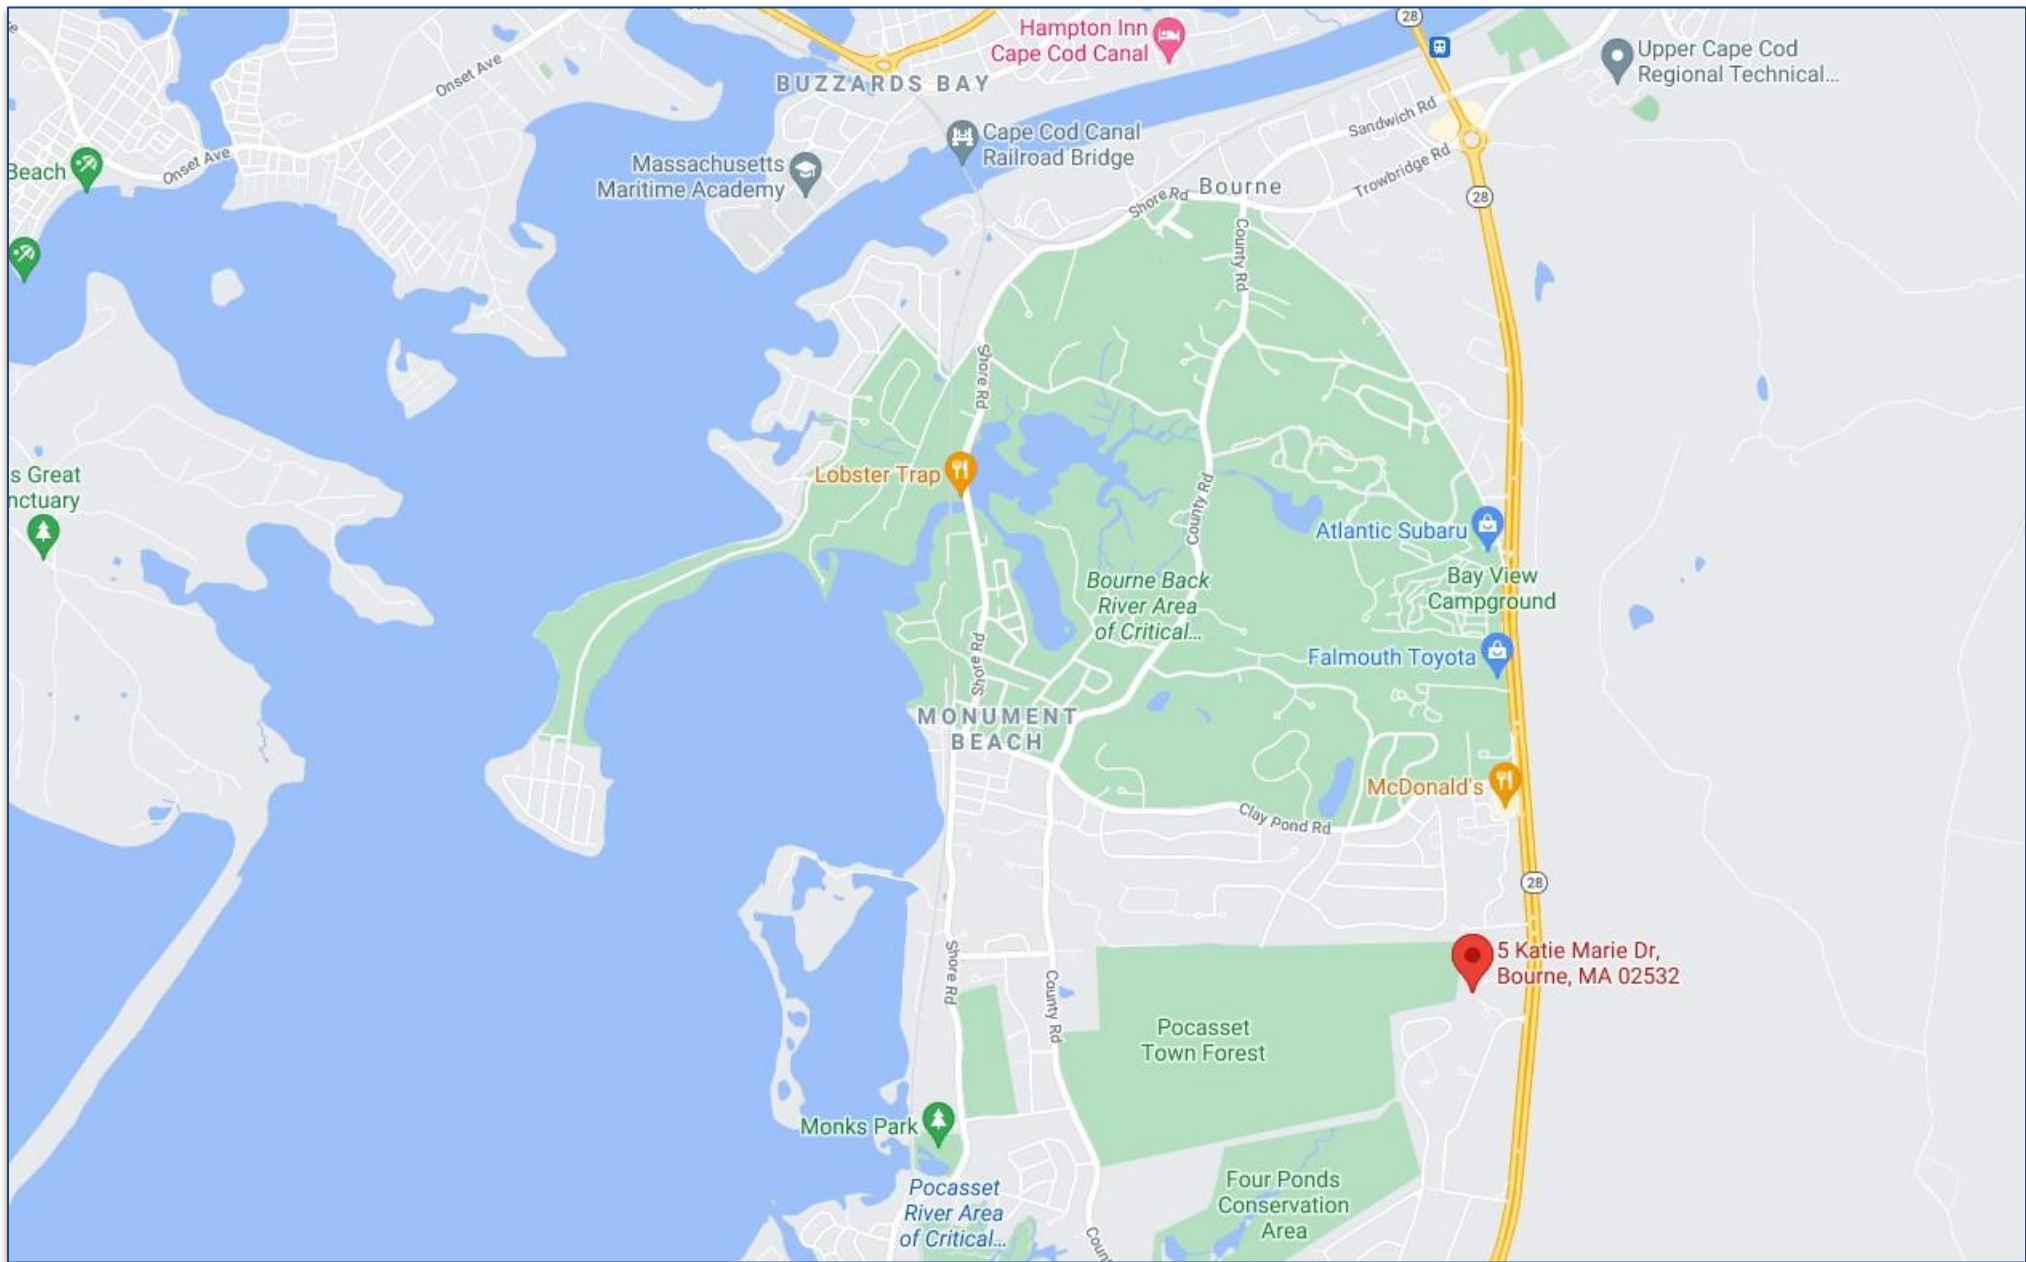 28
Hampton Inn
Cape Cod Canal
Upper Cape Cod
Regional Technical...
Onset Ave
BUZZARDS BAY
Sandwich Rd
Cape Cod Canal
Railroad Bridge
Massachusetts
Maritime Academy
Onset Ave
Beach
Trowbridge Rd
Shore Rd
Bourne
28
County Rd
Shore Rd
Lobster Trap
s Great
nctuary
County Rd
Atlantic Subaru
Bay View
Campground
Bourne Back
River Area
of Critical...
Shore Rd
Falmouth Toyota
MONUMENT
BEACH
McDonald's
Clay Pond Rd
28
5 Katie Marie Dr,
Bourne, MA 02532
Shore Rd
County Rd
Pocasset
Town Forest
Monks Park
Pocasset
River Area
of Critical...
Four Ponds
Conservation
Area
Count